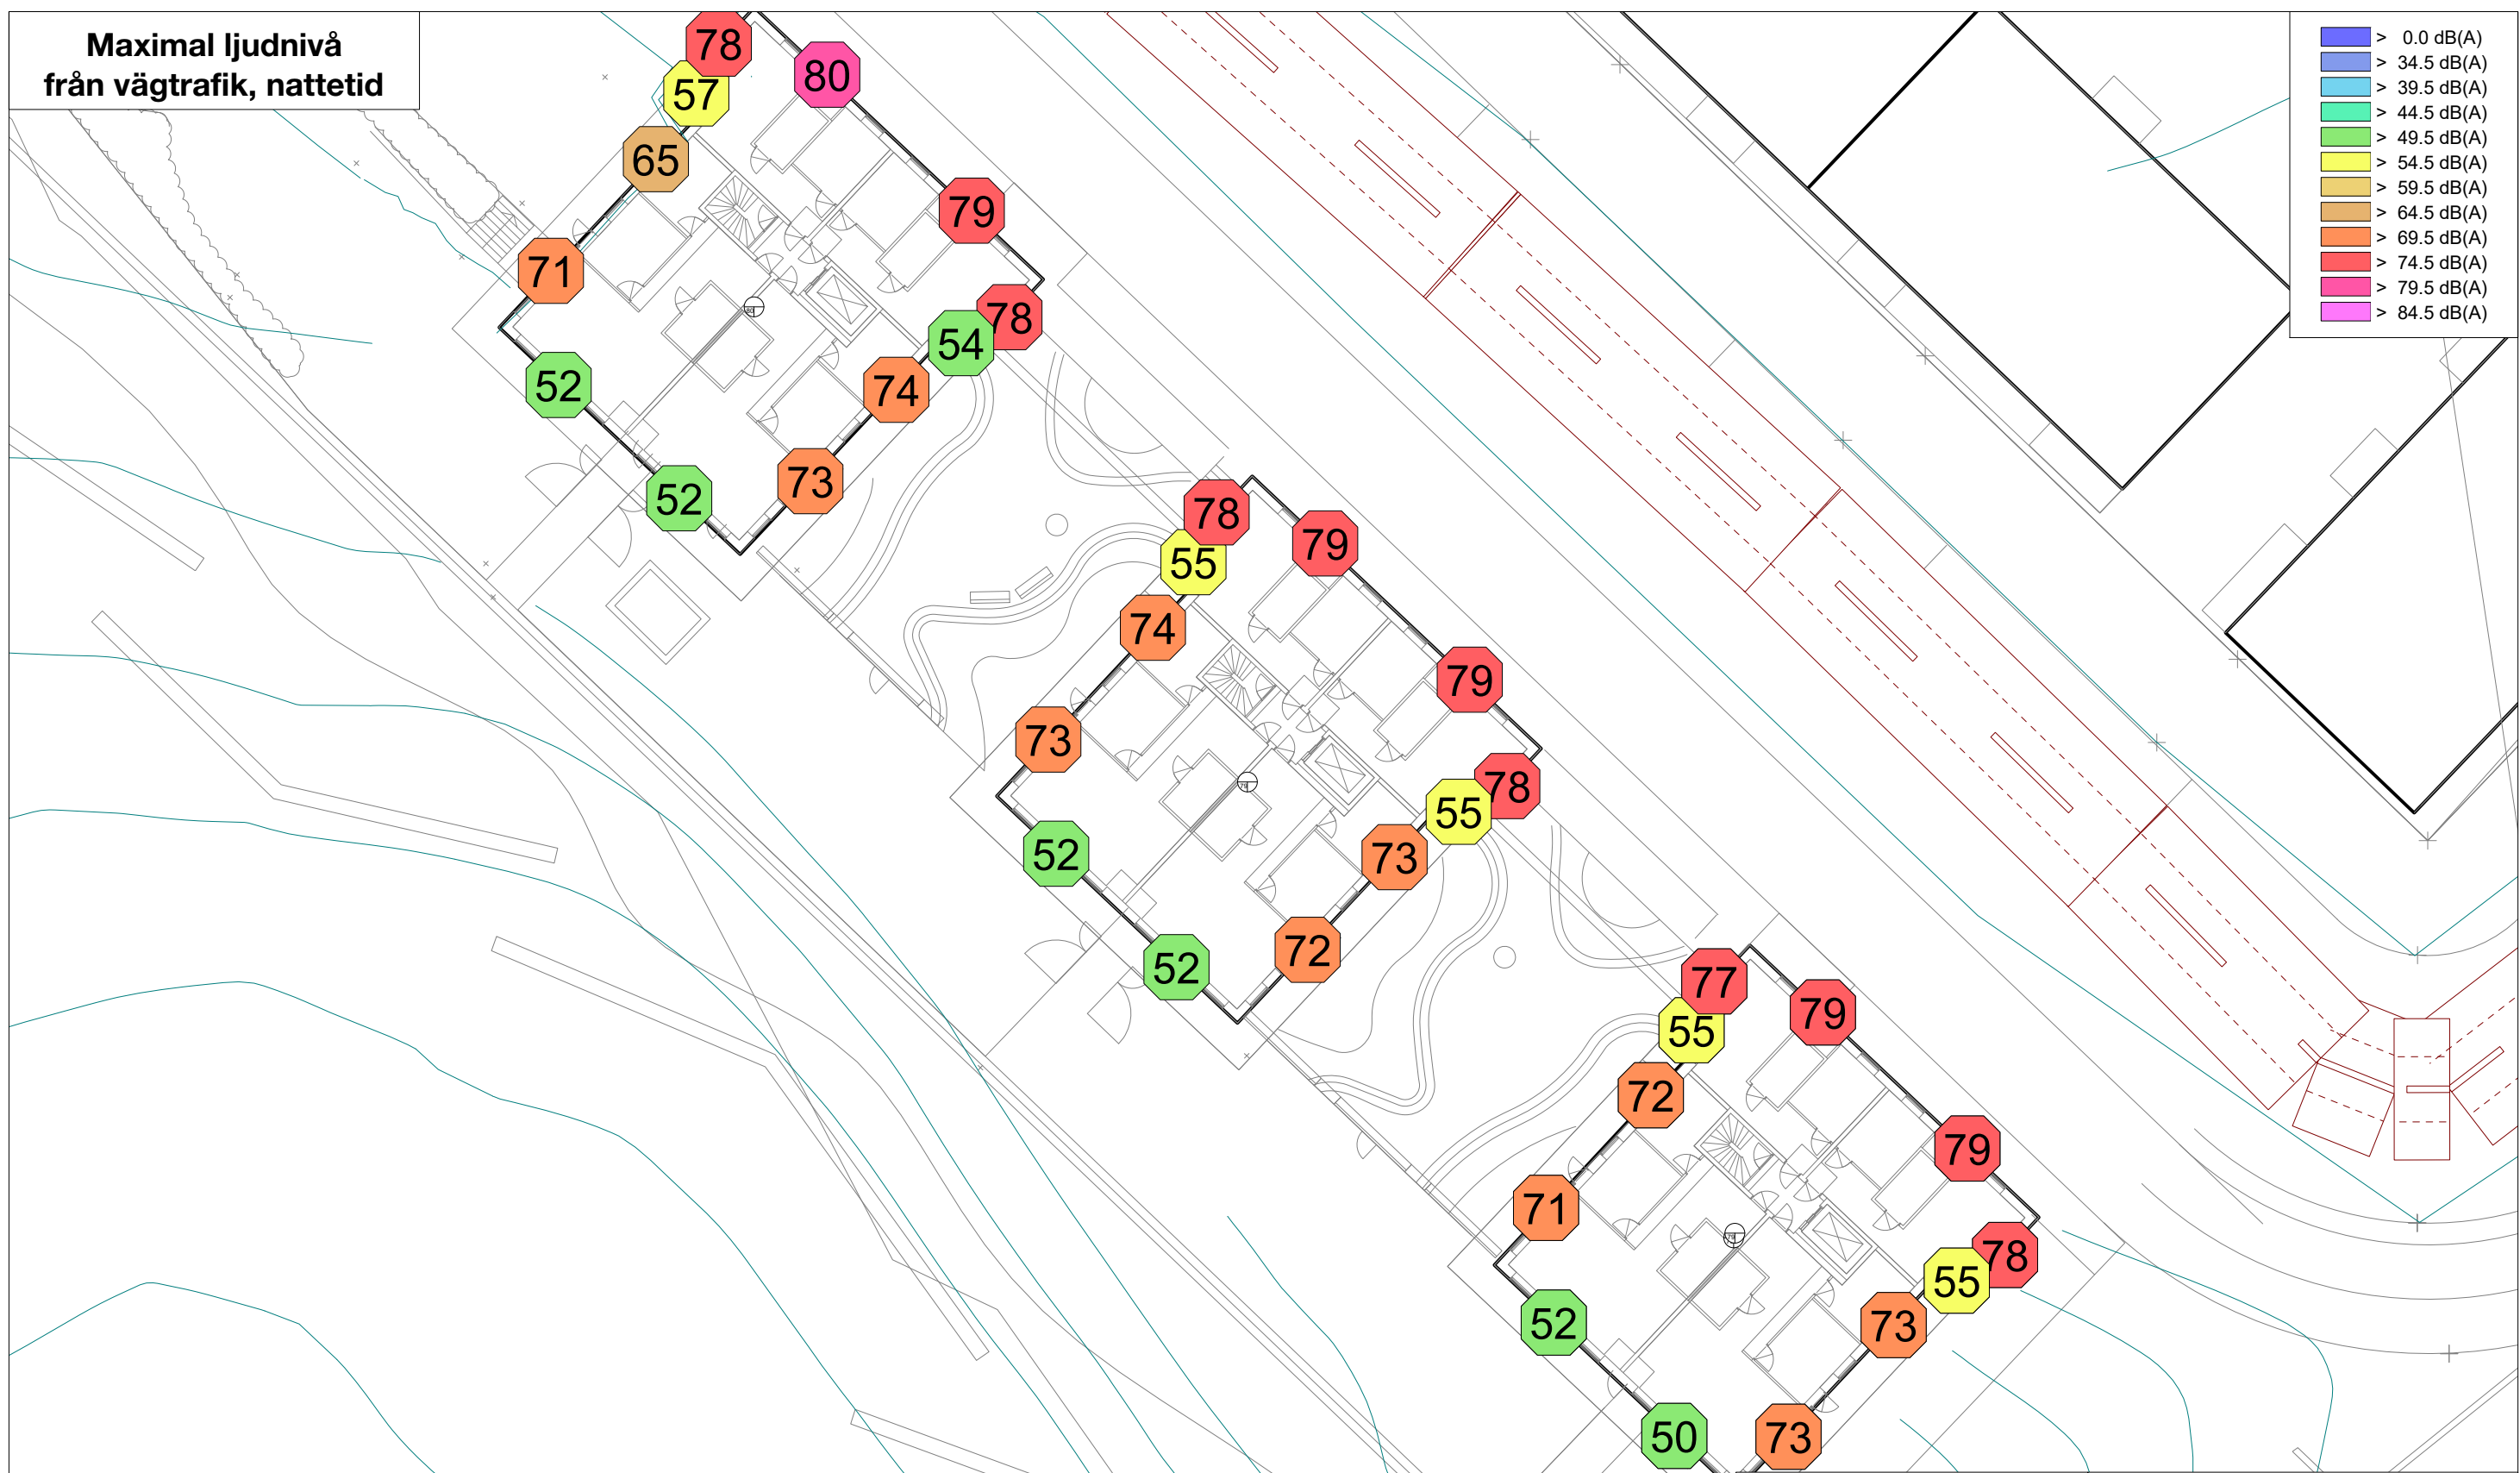 Maximal ljudnivå
från vägtrafik, nattetid
> 0.0 dB(A)
> 34.5 dB(A)
> 39.5 dB(A)
> 44.5 dB(A)
> 49.5 dB(A)
> 54.5 dB(A)
> 59.5 dB(A)
> 64.5 dB(A)
> 69.5 dB(A)
> 74.5 dB(A)
> 79.5 dB(A)
> 84.5 dB(A)
78
80
57
65
79
71
78
54
52
74
73
52
78
79
55
74
79
73
78
55
52
73
72
52
77
79
55
72
79
71
78
55
52
73
50
73